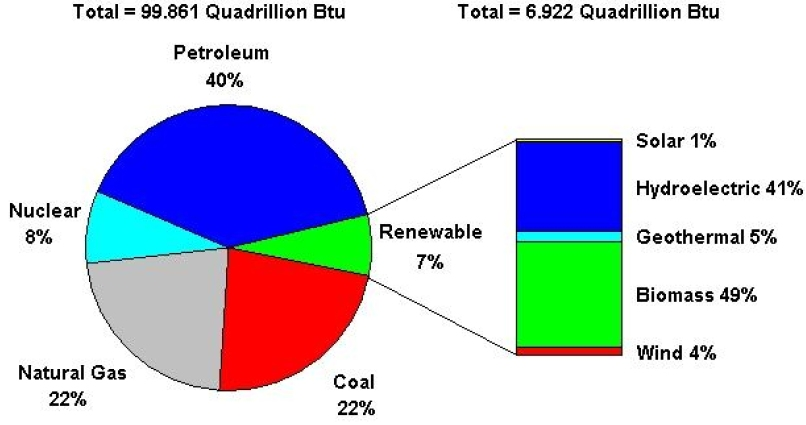 Total = 99.861 Quadrillion Btu
Total = 6.922 Quadrillion Btu
Petroleum
40%
Nuclear
8%
Renewable
7%
Natural Gas
22%
Coal
22%
Solar 1%
Hydroelectric 41%
Geothermal 5%
Biomass 49%
Wind 4%